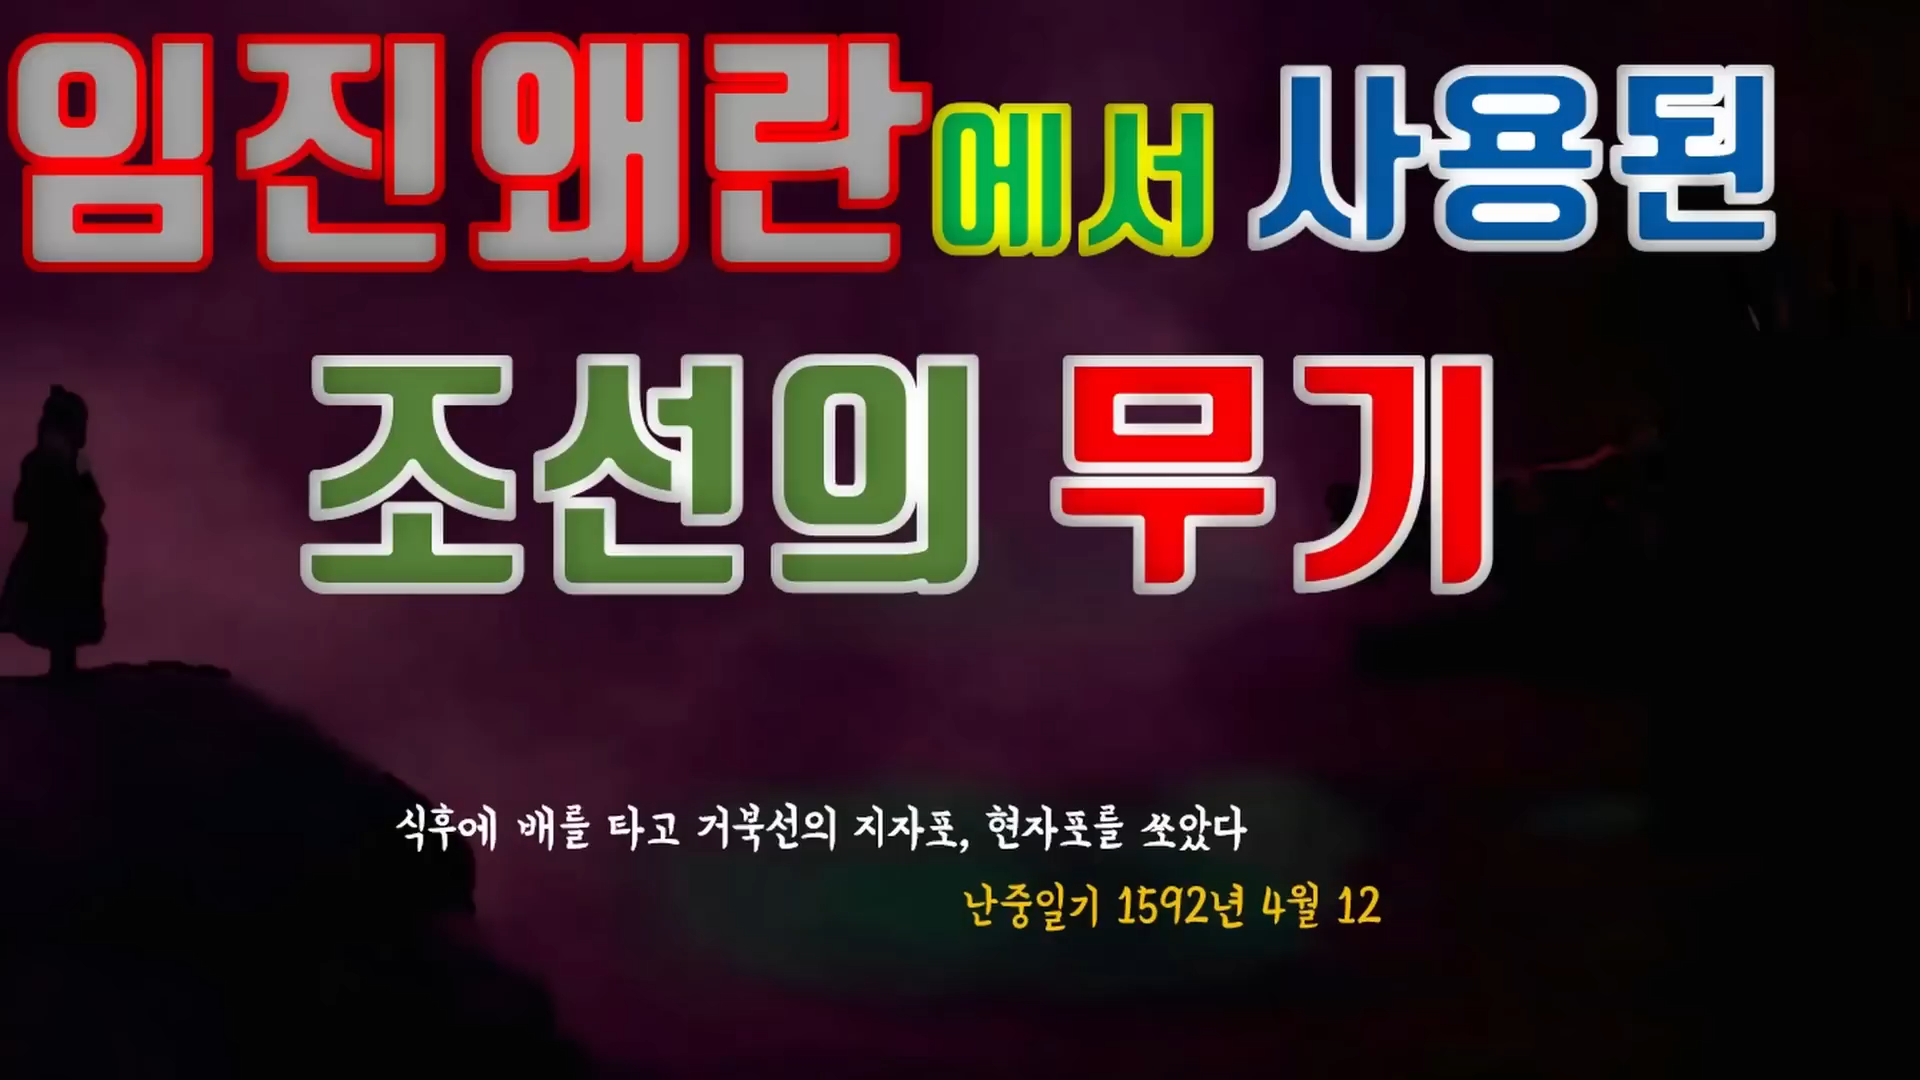 임진왜란에서 사용된
조선의 무기
식후에 배를 타고 거북선의 지자포, 현자포를 쏘았다
난중일기 1592년 4월 12